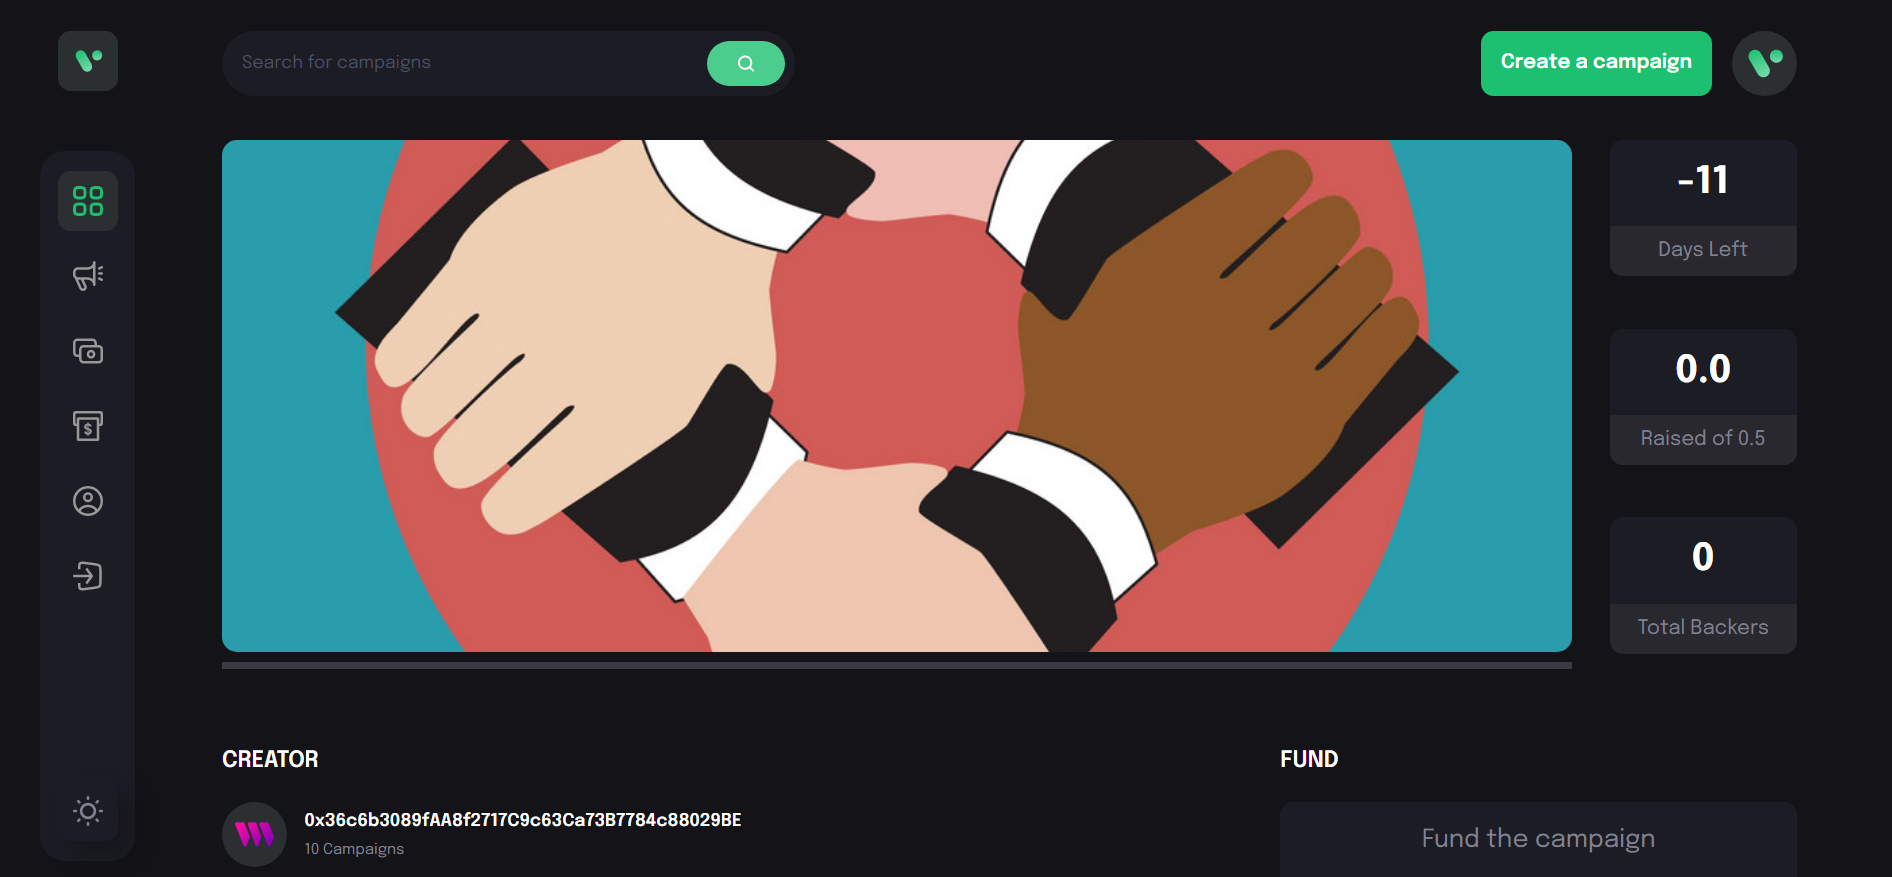 Search for campaigns
Create a campaign
-11
Days Left
0.0
Raised of 0.5
0
Total Backers
CREATOR
0x36c6b3089fAA8f2717C9c63Ca73B7784c88029BE
10 Campaigns
FUND
Fund the campaign